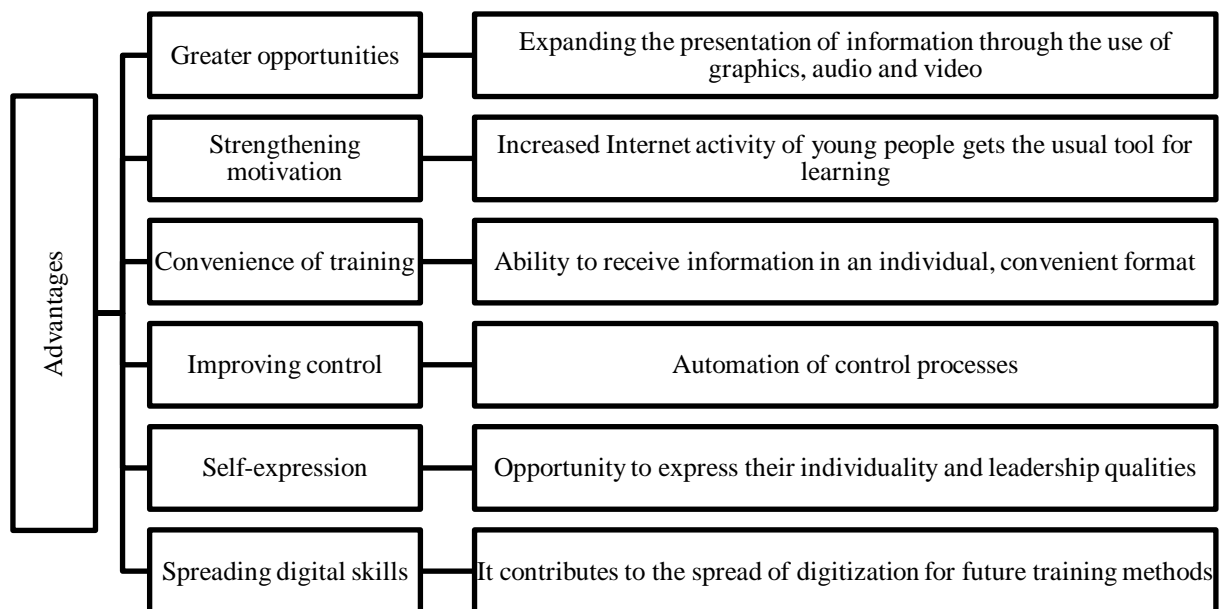 Advantages
Greater opportunities
Expanding the presentation of information through the use of
graphics, audio and video
Strengthening
motivation
Increased Internet activity of young people gets the usual tool for
learning
Convenience of training
Ability to receive information in an individual, convenient format
Improving control
Automation of control processes
Self-expression
Opportunity to express their individuality and leadership qualities
Spreading digital skills
It contributes to the spread of digitization for future training methods